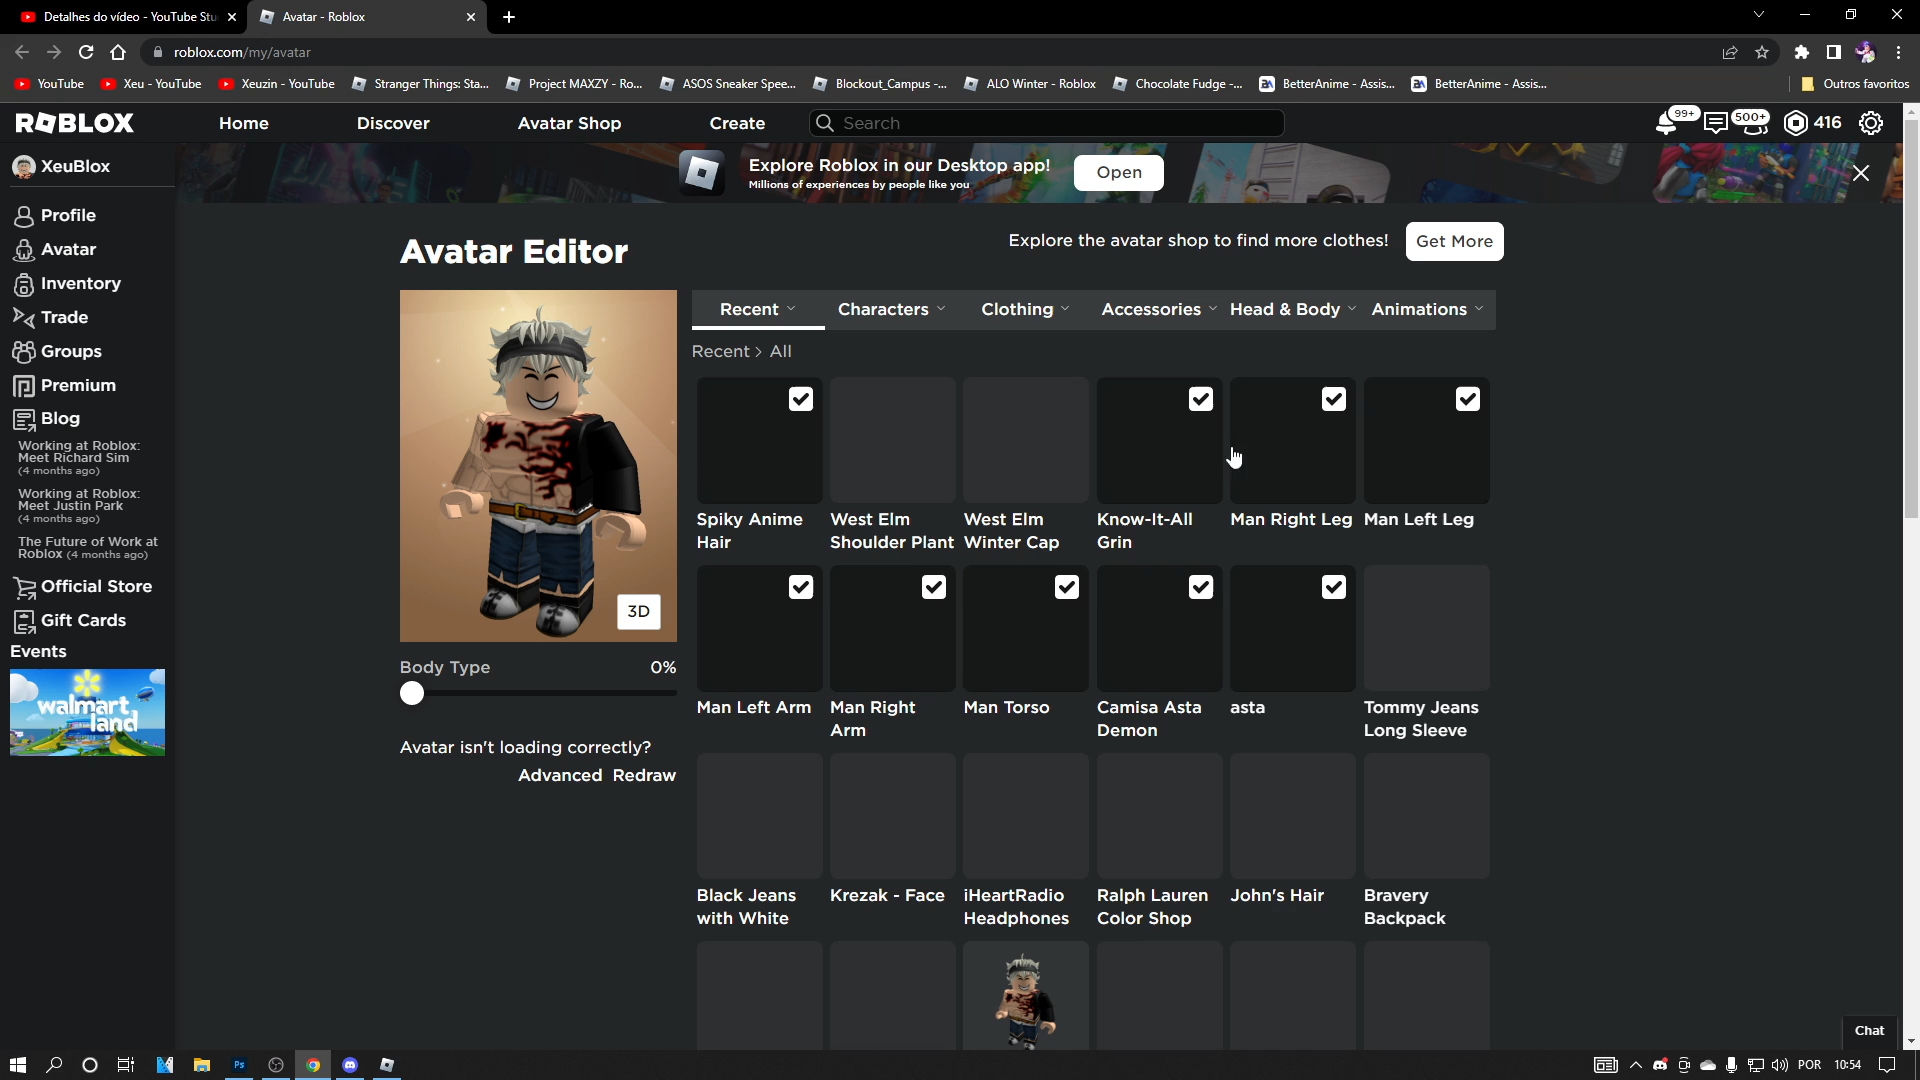 Detalhes do vídeo - YouTube Stu
Avatar - Roblox
roblox.com/my/avatar
YouTube
Xeu - YouTube
Xeuzin - YouTube
Stranger Things: Sta...
Project MAXZY - Ro...
ASOS Sneaker Spee...
Blockout_Campus -...
ALO Winter - Roblox
Chocolate Fudge -...
BetterAnime - Assis...
BetterAnime - Assis...
Outros favoritos
ROBLOX
Home
Discover
Avatar Shop
Create
Search
99+
500+
416
XeuBlox
Explore Roblox in our Desktop app!
Millions of experiences by people like you
Open
Profile
Avatar
Inventory
Trade
Groups
Premium
Blog
Working at Roblox:
Meet Richard Sim
(4 months ago)
Working at Roblox:
Meet Justin Park
(4 months ago)
The Future of Work at
Roblox (4 months ago)
Official Store
Gift Cards
Events
walmart
land
Avatar Editor
Explore the avatar shop to find more clothes!
Get More
3D
Body Type
0%
Avatar isn't loading correctly?
Advanced Redraw
Recent
Characters
Clothing
Accessories
Head & Body
Animations
Recent > All
Spiky Anime
Hair
West Elm
Shoulder Plant
West Elm
Winter Cap
Know-It-All
Grin
Man Right Leg
Man Left Leg
Man Left Arm
Man Right
Arm
Man Torso
Camisa Asta
Demon
asta
Tommy Jeans
Long Sleeve
Black Jeans
with White
Krezak - Face
iHeartRadio
Headphones
Ralph Lauren
Color Shop
John's Hair
Bravery
Backpack
Chat
Ps
POR
10:54